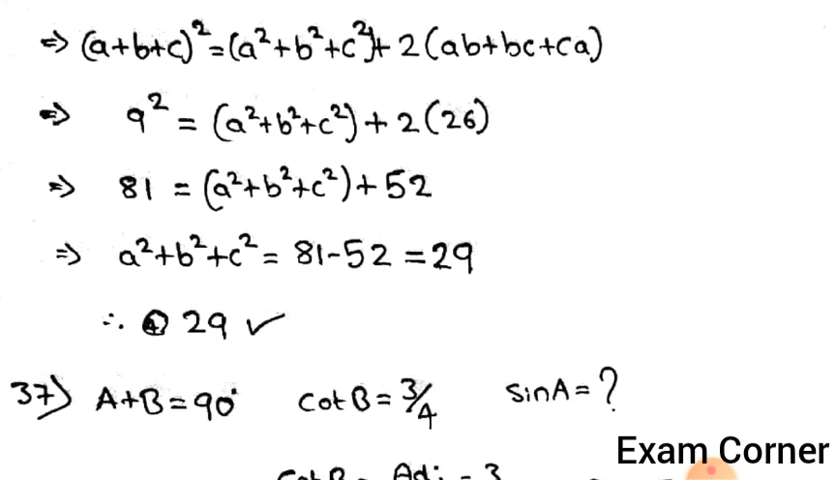 ⇒ (a+b+c)² = (a²+b²+c²) + 2(ab+bc+ca)
⇒ 9² = (a²+b²+c²) + 2(26)
⇒ 81 = (a²+b²+c²) + 52
⇒ a²+b²+c² = 81-52 = 29
∴ 29 ✓
37) A+B = 90° cot B = 3/4 sin A = ?
Exam Corner